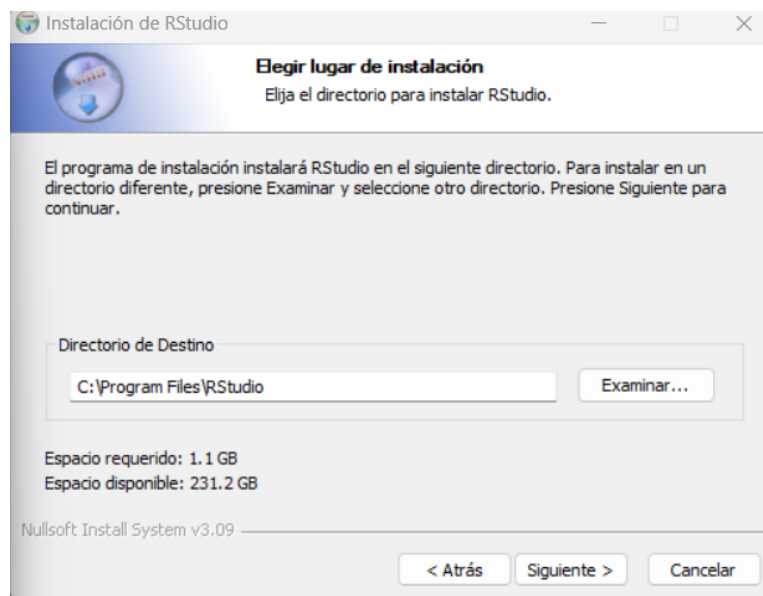 Instalación de RStudio
Elegir lugar de instalación
Elija el directorio para instalar RStudio.
El programa de instalación instalará RStudio en el siguiente directorio. Para instalar en un
directorio diferente, presione Examinar y seleccione otro directorio. Presione Siguiente para
continuar.
Directorio de Destino
C:\Program Files\RStudio
Examinar...
Espacio requerido: 1.1 GB
Espacio disponible: 231.2 GB
Nullsoft Install System v3.09
< Atrás Siguiente > Cancelar